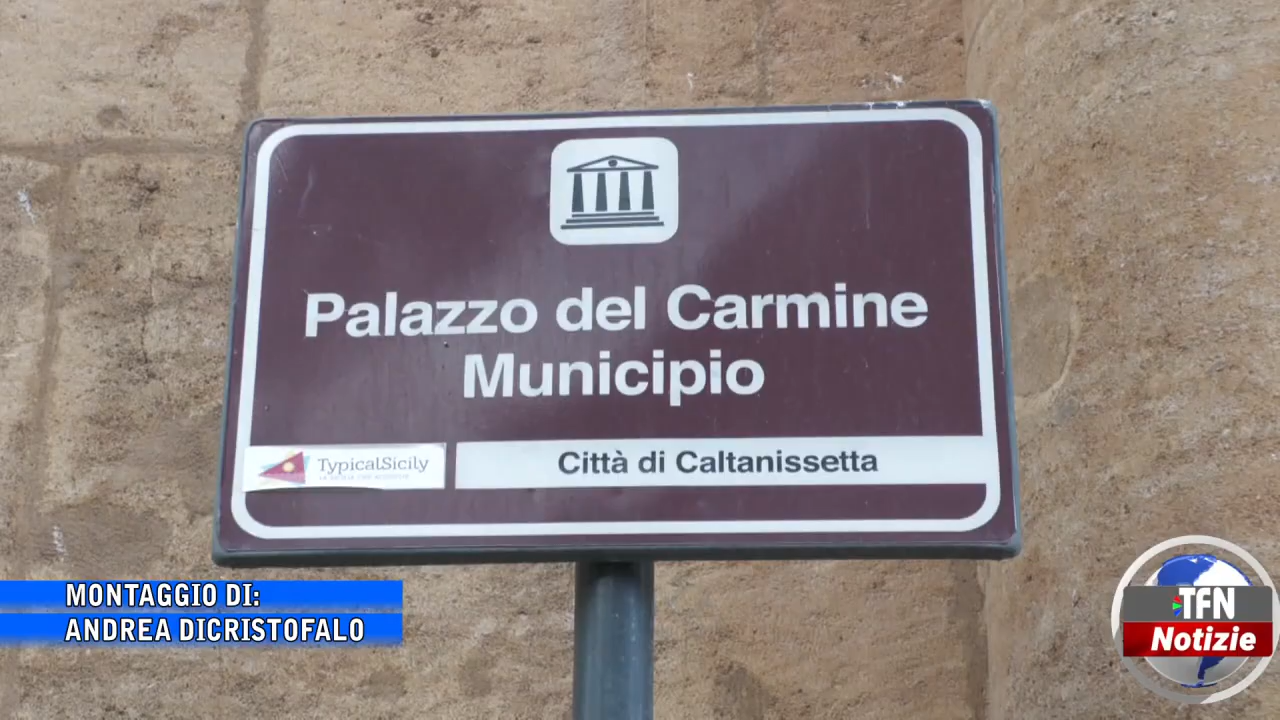 Palazzo del Carmine
Municipio
TypicalSicily
Città di Caltanissetta
MONTAGGIO DI:
ANDREA DICRISTOFALO
TFN
Notizie